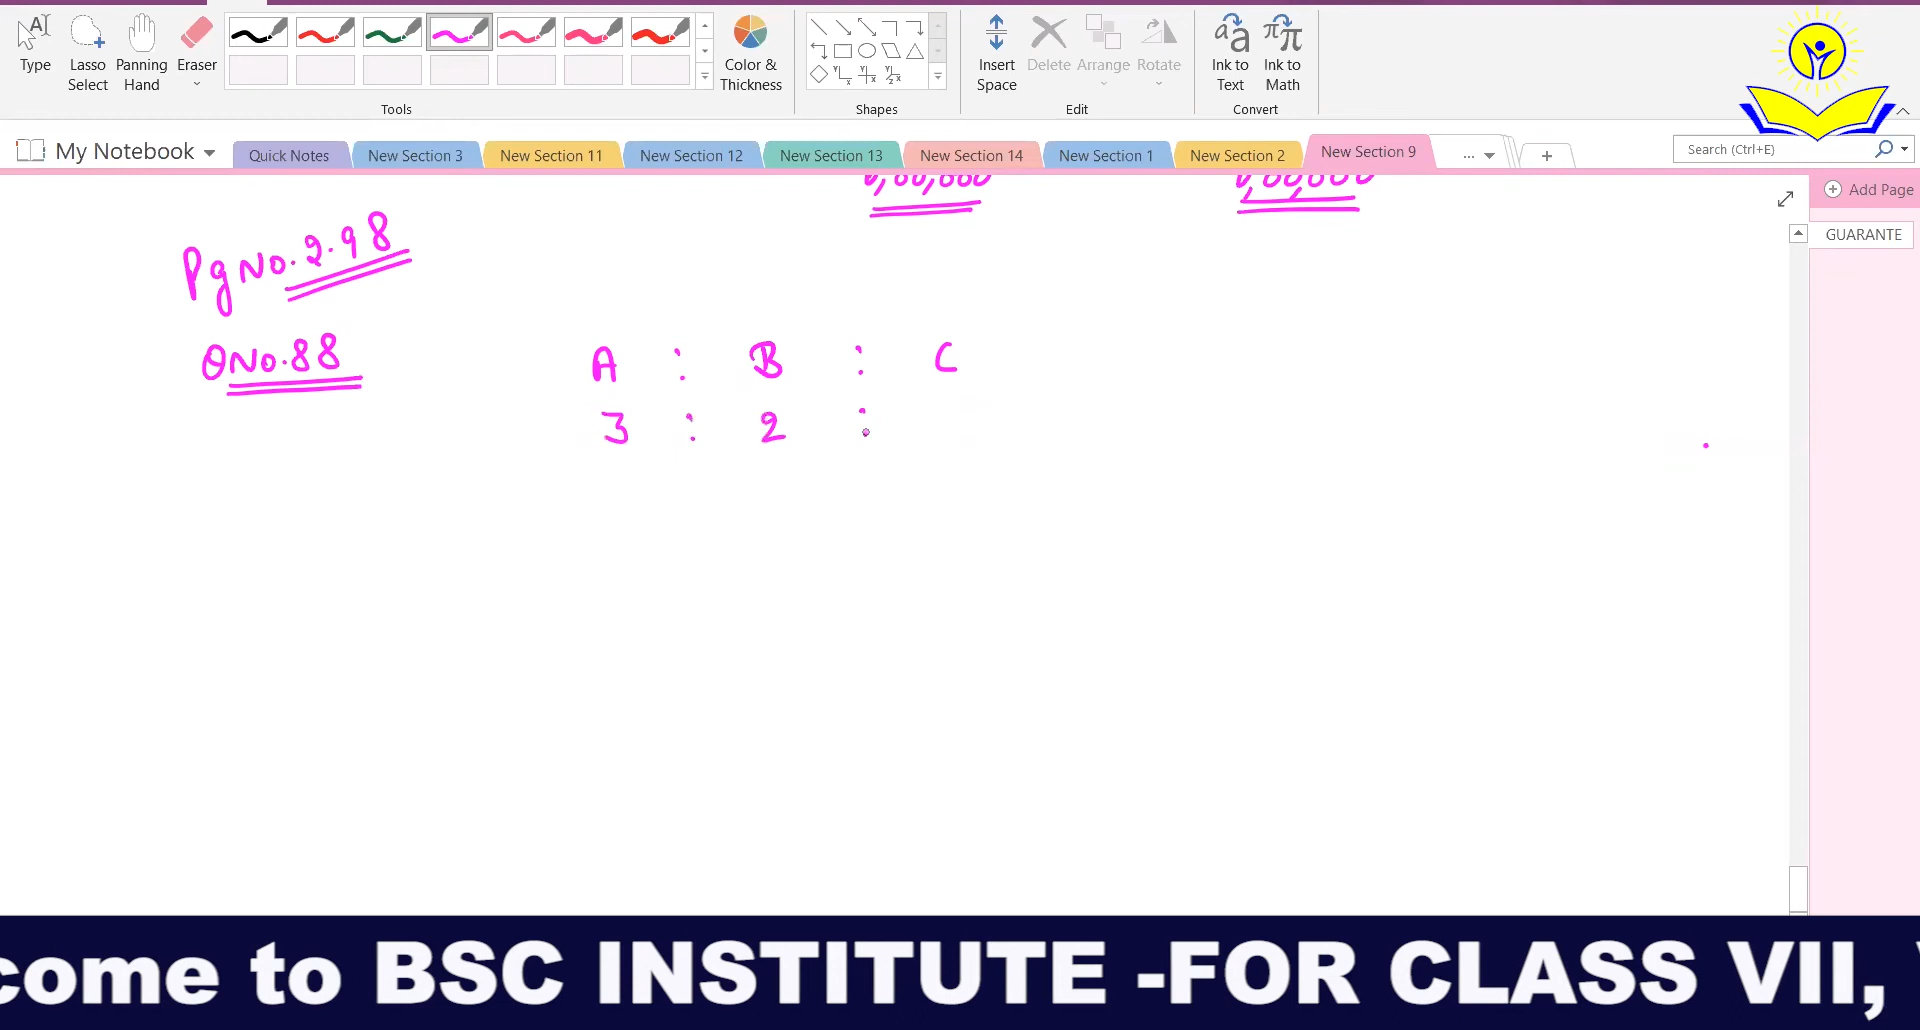 Type
Lasso Select
Panning Hand
Eraser
Color & Thickness
Insert Space
Delete
Arrange
Rotate
Ink to Text
Ink to Math
Tools
Shapes
Edit
Convert
My Notebook
Quick Notes
New Section 3
New Section 11
New Section 12
New Section 13
New Section 14
New Section 1
New Section 2
New Section 9
...
+
Search (Ctrl+E)
Add Page
GUARANTE
Pg No. 2.98
QNo. 88
A : B : C
3 : 2 :
come to BSC INSTITUTE -FOR CLASS VII,